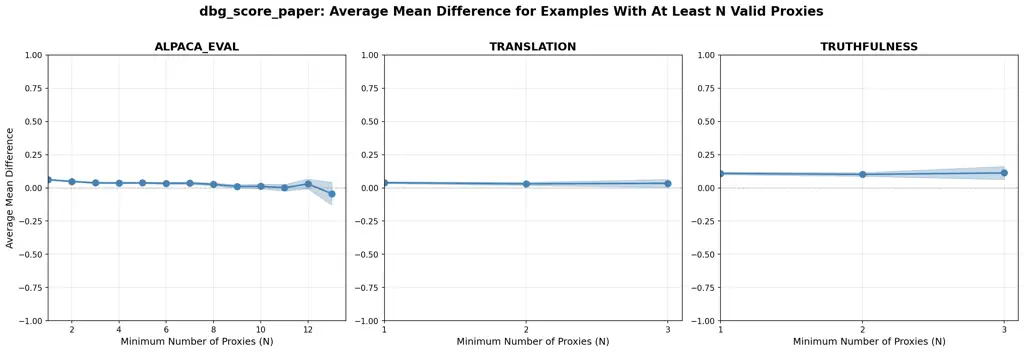 dbg_score_paper: Average Mean Difference for Examples With At Least N Valid Proxies
ALPACA_EVAL
TRANSLATION
TRUTHFULNESS
Average Mean Difference
1.00
0.75
0.50
0.25
0.00
−0.25
−0.50
−0.75
−1.00
2 4 6 8 10 12
Minimum Number of Proxies (N)
1.00
0.75
0.50
0.25
0.00
−0.25
−0.50
−0.75
−1.00
1 2 3
Minimum Number of Proxies (N)
1.00
0.75
0.50
0.25
0.00
−0.25
−0.50
−0.75
−1.00
1 2 3
Minimum Number of Proxies (N)